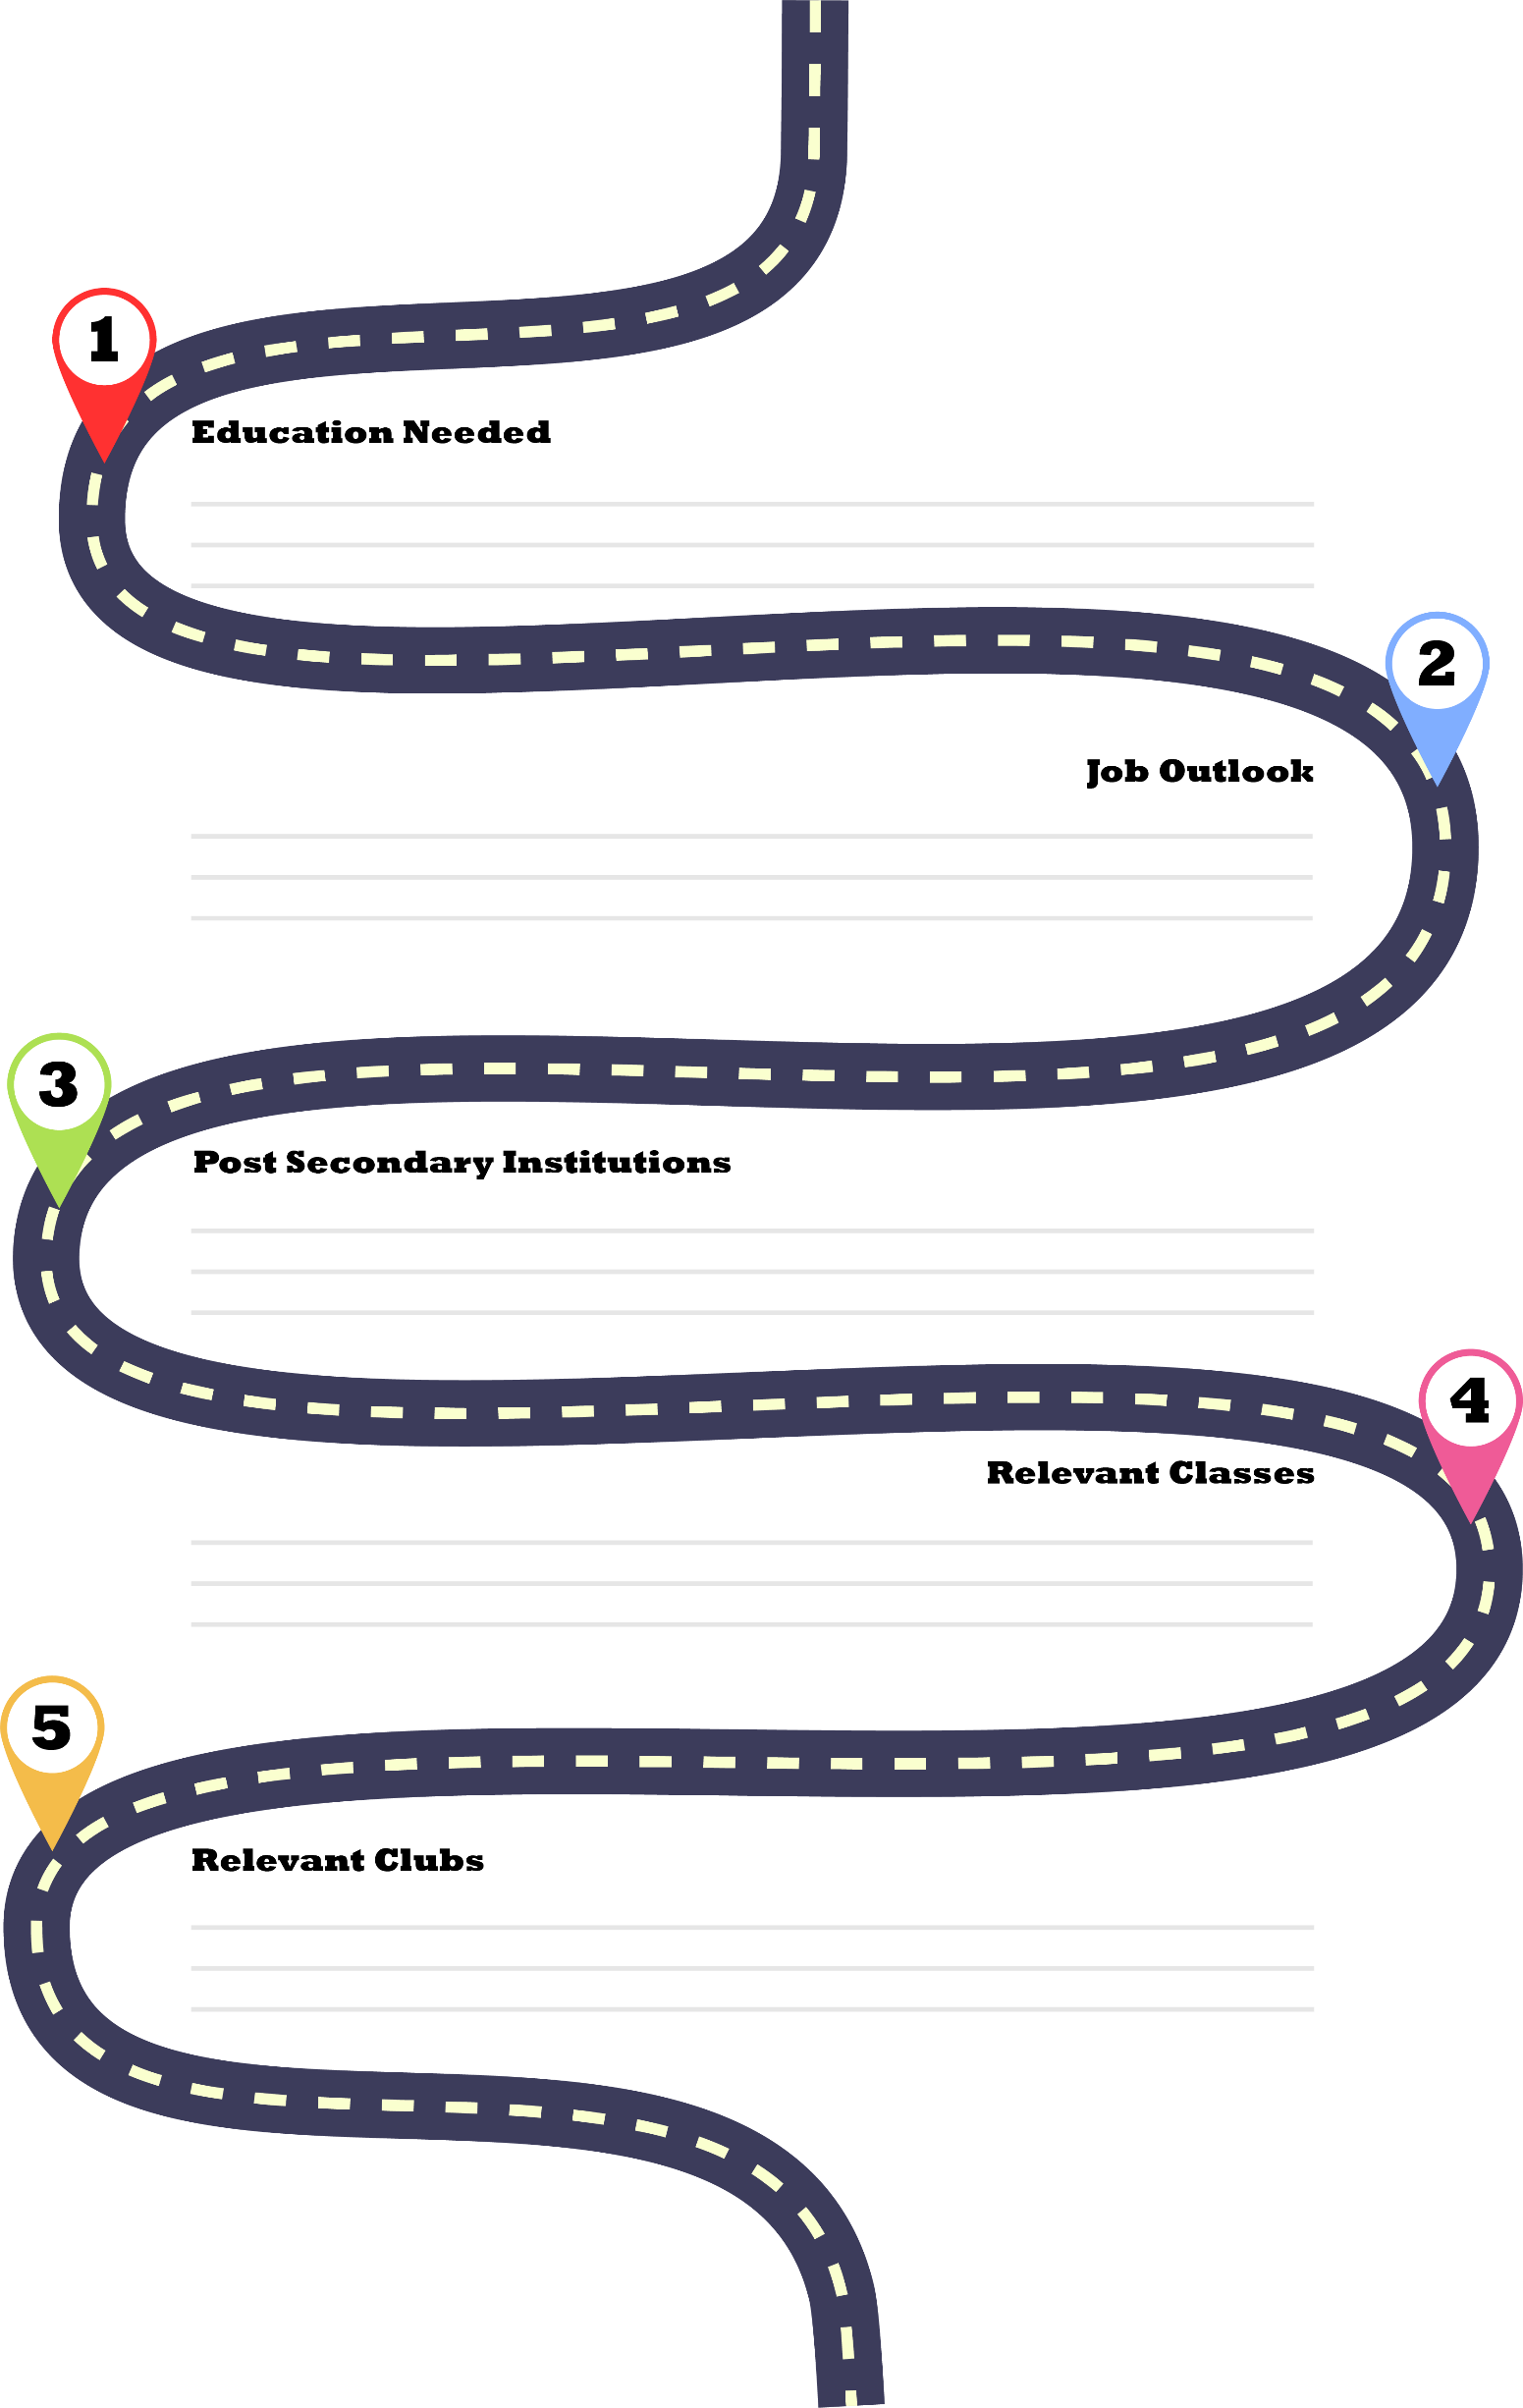 1
Education Needed
2
Job Outlook
3
Post Secondary Institutions
4
Relevant Classes
5
Relevant Clubs